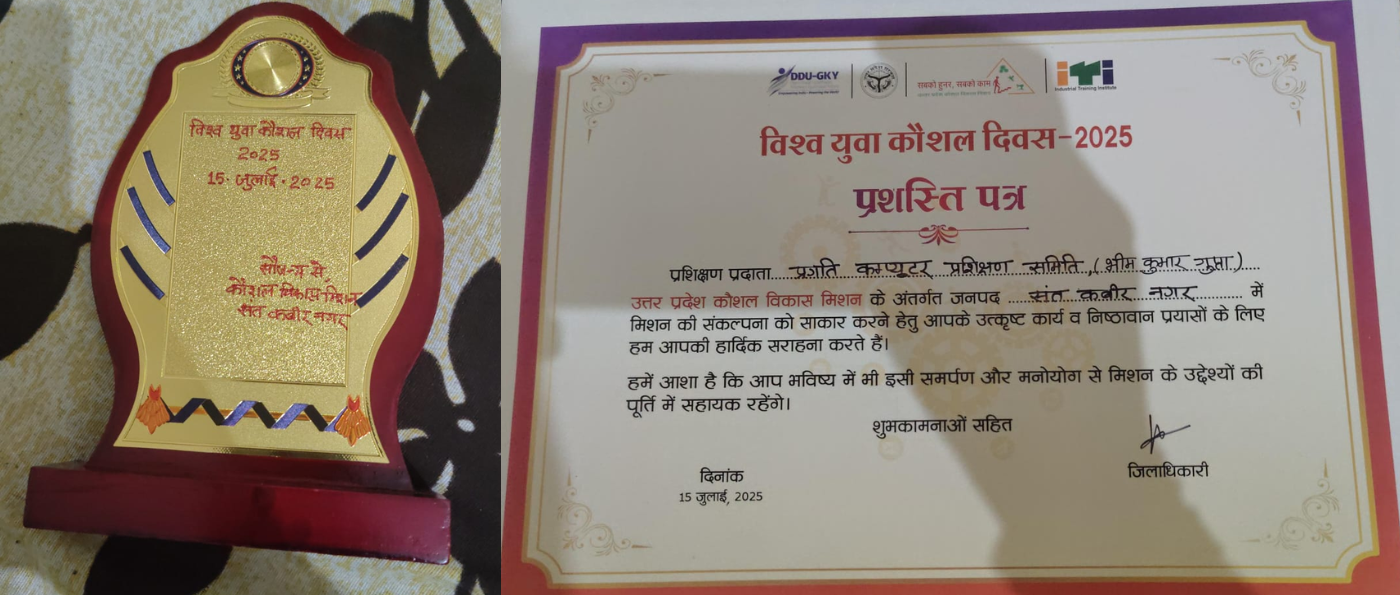 विश्व युवा कौशल दिवस
2025
15. जुलाई. 2025
सौजन्य से
कौशल विकास मिशन
संत कबीर नगर
DDU-GKY
सबको हुनर, सबको काम
iTi
Industrial Training Institute
विश्व युवा कौशल दिवस-2025
प्रशस्ति पत्र
प्रशिक्षण प्रदाता...प्रगति कम्प्यूटर प्रशिक्षण समिति,(भीम कुमार गुप्ता)....
उत्तर प्रदेश कौशल विकास मिशन के अंतर्गत जनपद .....संत कबीर नगर........... में
मिशन की संकल्पना को साकार करने हेतु आपके उत्कृष्ट कार्य व निष्ठावान प्रयासों के लिए
हम आपकी हार्दिक सराहना करते हैं।
हमें आशा है कि आप भविष्य में भी इसी समर्पण और मनोयोग से मिशन के उद्देश्यों की
पूर्ति में सहायक रहेंगे।
शुभकामनाओं सहित
दिनांक
15 जुलाई, 2025
जिलाधिकारी